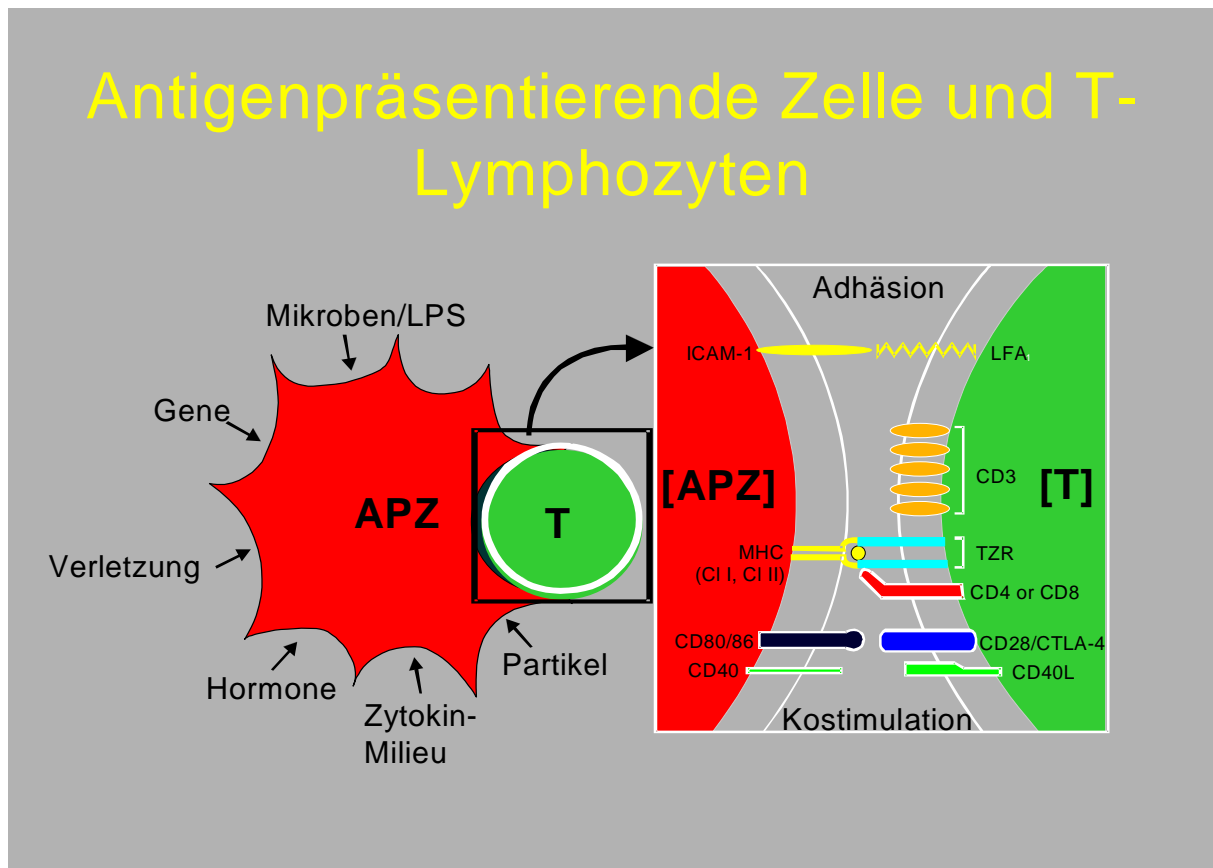 Antigenpräsentierende Zelle und T-
Lymphozyten
Mikroben/LPS
Gene
Verletzung
Hormone
Zytokin-
Milieu
Partikel
APZ
T
Adhäsion
ICAM-1
LFA1
[APZ]
CD3
[T]
MHC
(Cl I, Cl II)
TZR
CD4 or CD8
CD80/86
CD28/CTLA-4
CD40
CD40L
Kostimulation